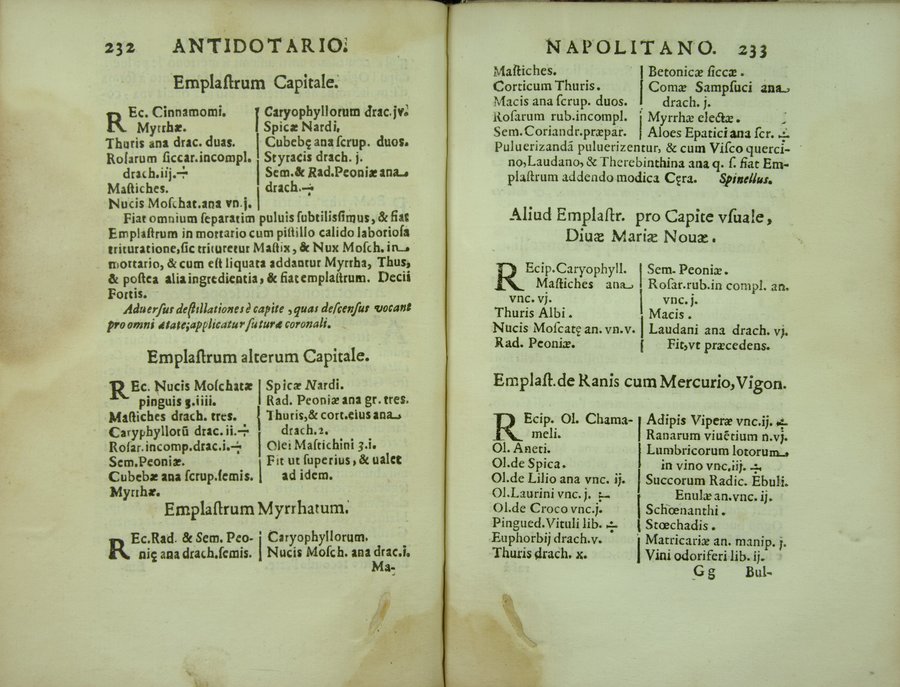 232 ANTIDOTARIO.
Emplaſtrum Capitale.
REc. Cinnamomi.
Myrrhæ.
Thuris ana drac. duas.
Roſarum ſiccar.incompl.
drach.iij.÷
Maſtiches.
Nucis Moſchat.ana vn.j.
Caryophyllorum drac.jv.
Spicæ Nardi.
Cubebę ana ſcrup. duos.
Styracis drach. j.
Sem.& Rad.Peoniæ ana
drach.÷
Fiat omnium ſeparatim puluis ſubtiliſsimus, & fiat
Emplaſtrum in mortario cum piſtillo calido laborioſa
trituratione,ſic trituretur Maſtix, & Nux Moſch. in
mortario, & cum eſt liquata addantur Myrrha, Thus,
& poſtea alia ingredientia, & fiat emplaſtrum. Decii
Fortis.
Aduerſus deſtillationes è capite, quas deſcenſus vocant
pro omni ætate;applicatur ſuturæ coronali.
Emplaſtrum alterum Capitale.
REc. Nucis Moſchatæ
pinguis ʒ.iiii.
Maſtiches drach. tres.
Caryphyllorū drac. ii.÷
Roſar.incomp.drac.i.÷
Sem.Peoniæ.
Cubebæ ana ſcrup.ſemis.
Myrrhæ.
Spicæ Nardi.
Rad. Peoniæ ana gr. tres.
Thuris,& cort.eius ana
drach.2.
Olei Maſtichini ʒ.i.
Fit ut ſuperius, & ualet
ad idem.
Emplaſtrum Myrrhatum.
REc.Rad. & Sem. Peo-
nię ana drach.ſemis.
Caryophyllorum.
Nucis Moſch. ana drac.i.
Ma-
NAPOLITANO. 233
Maſtiches.
Corticum Thuris.
Macis ana ſcrup. duos.
Roſarum rub.incompl.
Sem.Coriandr.præpar.
Betonicæ ſiccæ.
Comæ Sampſuci ana
drach. j.
Myrrhæ electæ.
Aloes Epatici ana ſcr. ÷
Puluerizandā puluerizentur, & cum Viſco querci-
no,Laudano, & Therebinthina ana q. ſ. fiat Em-
plaſtrum addendo modica Cęra. Spinellus.
Aliud Emplaſtr. pro Capite vſuale,
Diuæ Mariæ Nouæ.
REcip.Caryophyll.
Maſtiches ana
vnc. vj.
Thuris Albi.
Nucis Moſcatę an. vn.v.
Rad. Peoniæ.
Sem. Peoniæ.
Roſar.rub.in compl. an.
vnc. j.
Macis.
Laudani ana drach. vj.
Fit,vt præcedens.
Emplaſt.de Ranis cum Mercurio,Vigon.
REcip. Ol. Chama-
meli.
Ol. Aneti.
Ol.de Spica.
Ol.de Lilio ana vnc. ij.
Ol.Laurini vnc. j. ÷
Ol.de Croco vnc.j.
Pingued.Vituli lib. ÷
Euphorbij drach.v.
Thuris drach. x.
Adipis Viperæ vnc.ij. ÷
Ranarum viuētium n.vj.
Lumbricorum lotorum
in vino vnc.iij. ÷
Succorum Radic. Ebuli.
Enulæ an.vnc. ij.
Schœnanthi.
Stœchadis.
Matricariæ an. manip. j.
Vini odoriferi lib. ij.
Gg Bul-